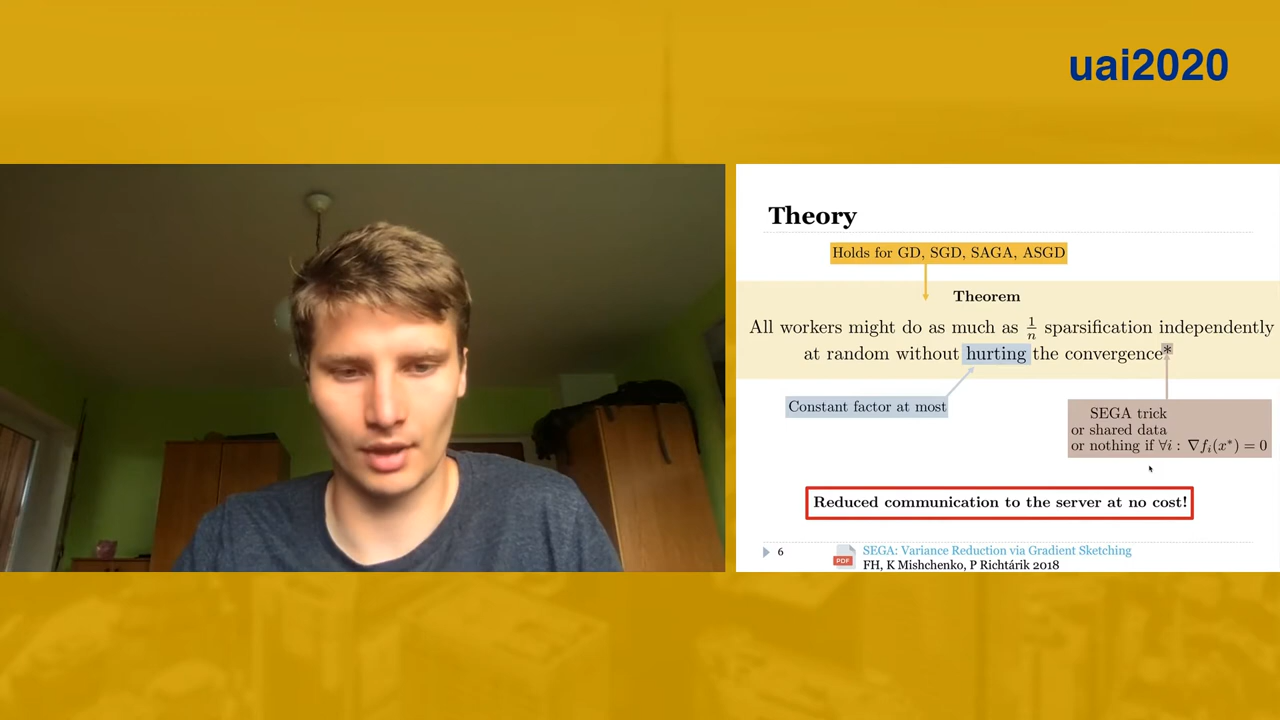 uai2020
Theory
Holds for GD, SGD, SAGA, ASGD
Theorem
All workers might do as much as 1/n sparsification independently
at random without hurting the convergence*
Constant factor at most
SEGA trick
or shared data
or nothing if ∀i : ∇fᵢ(x*) = 0
Reduced communication to the server at no cost!
6
PDF
SEGA: Variance Reduction via Gradient Sketching
FH, K Mishchenko, P Richtárik 2018